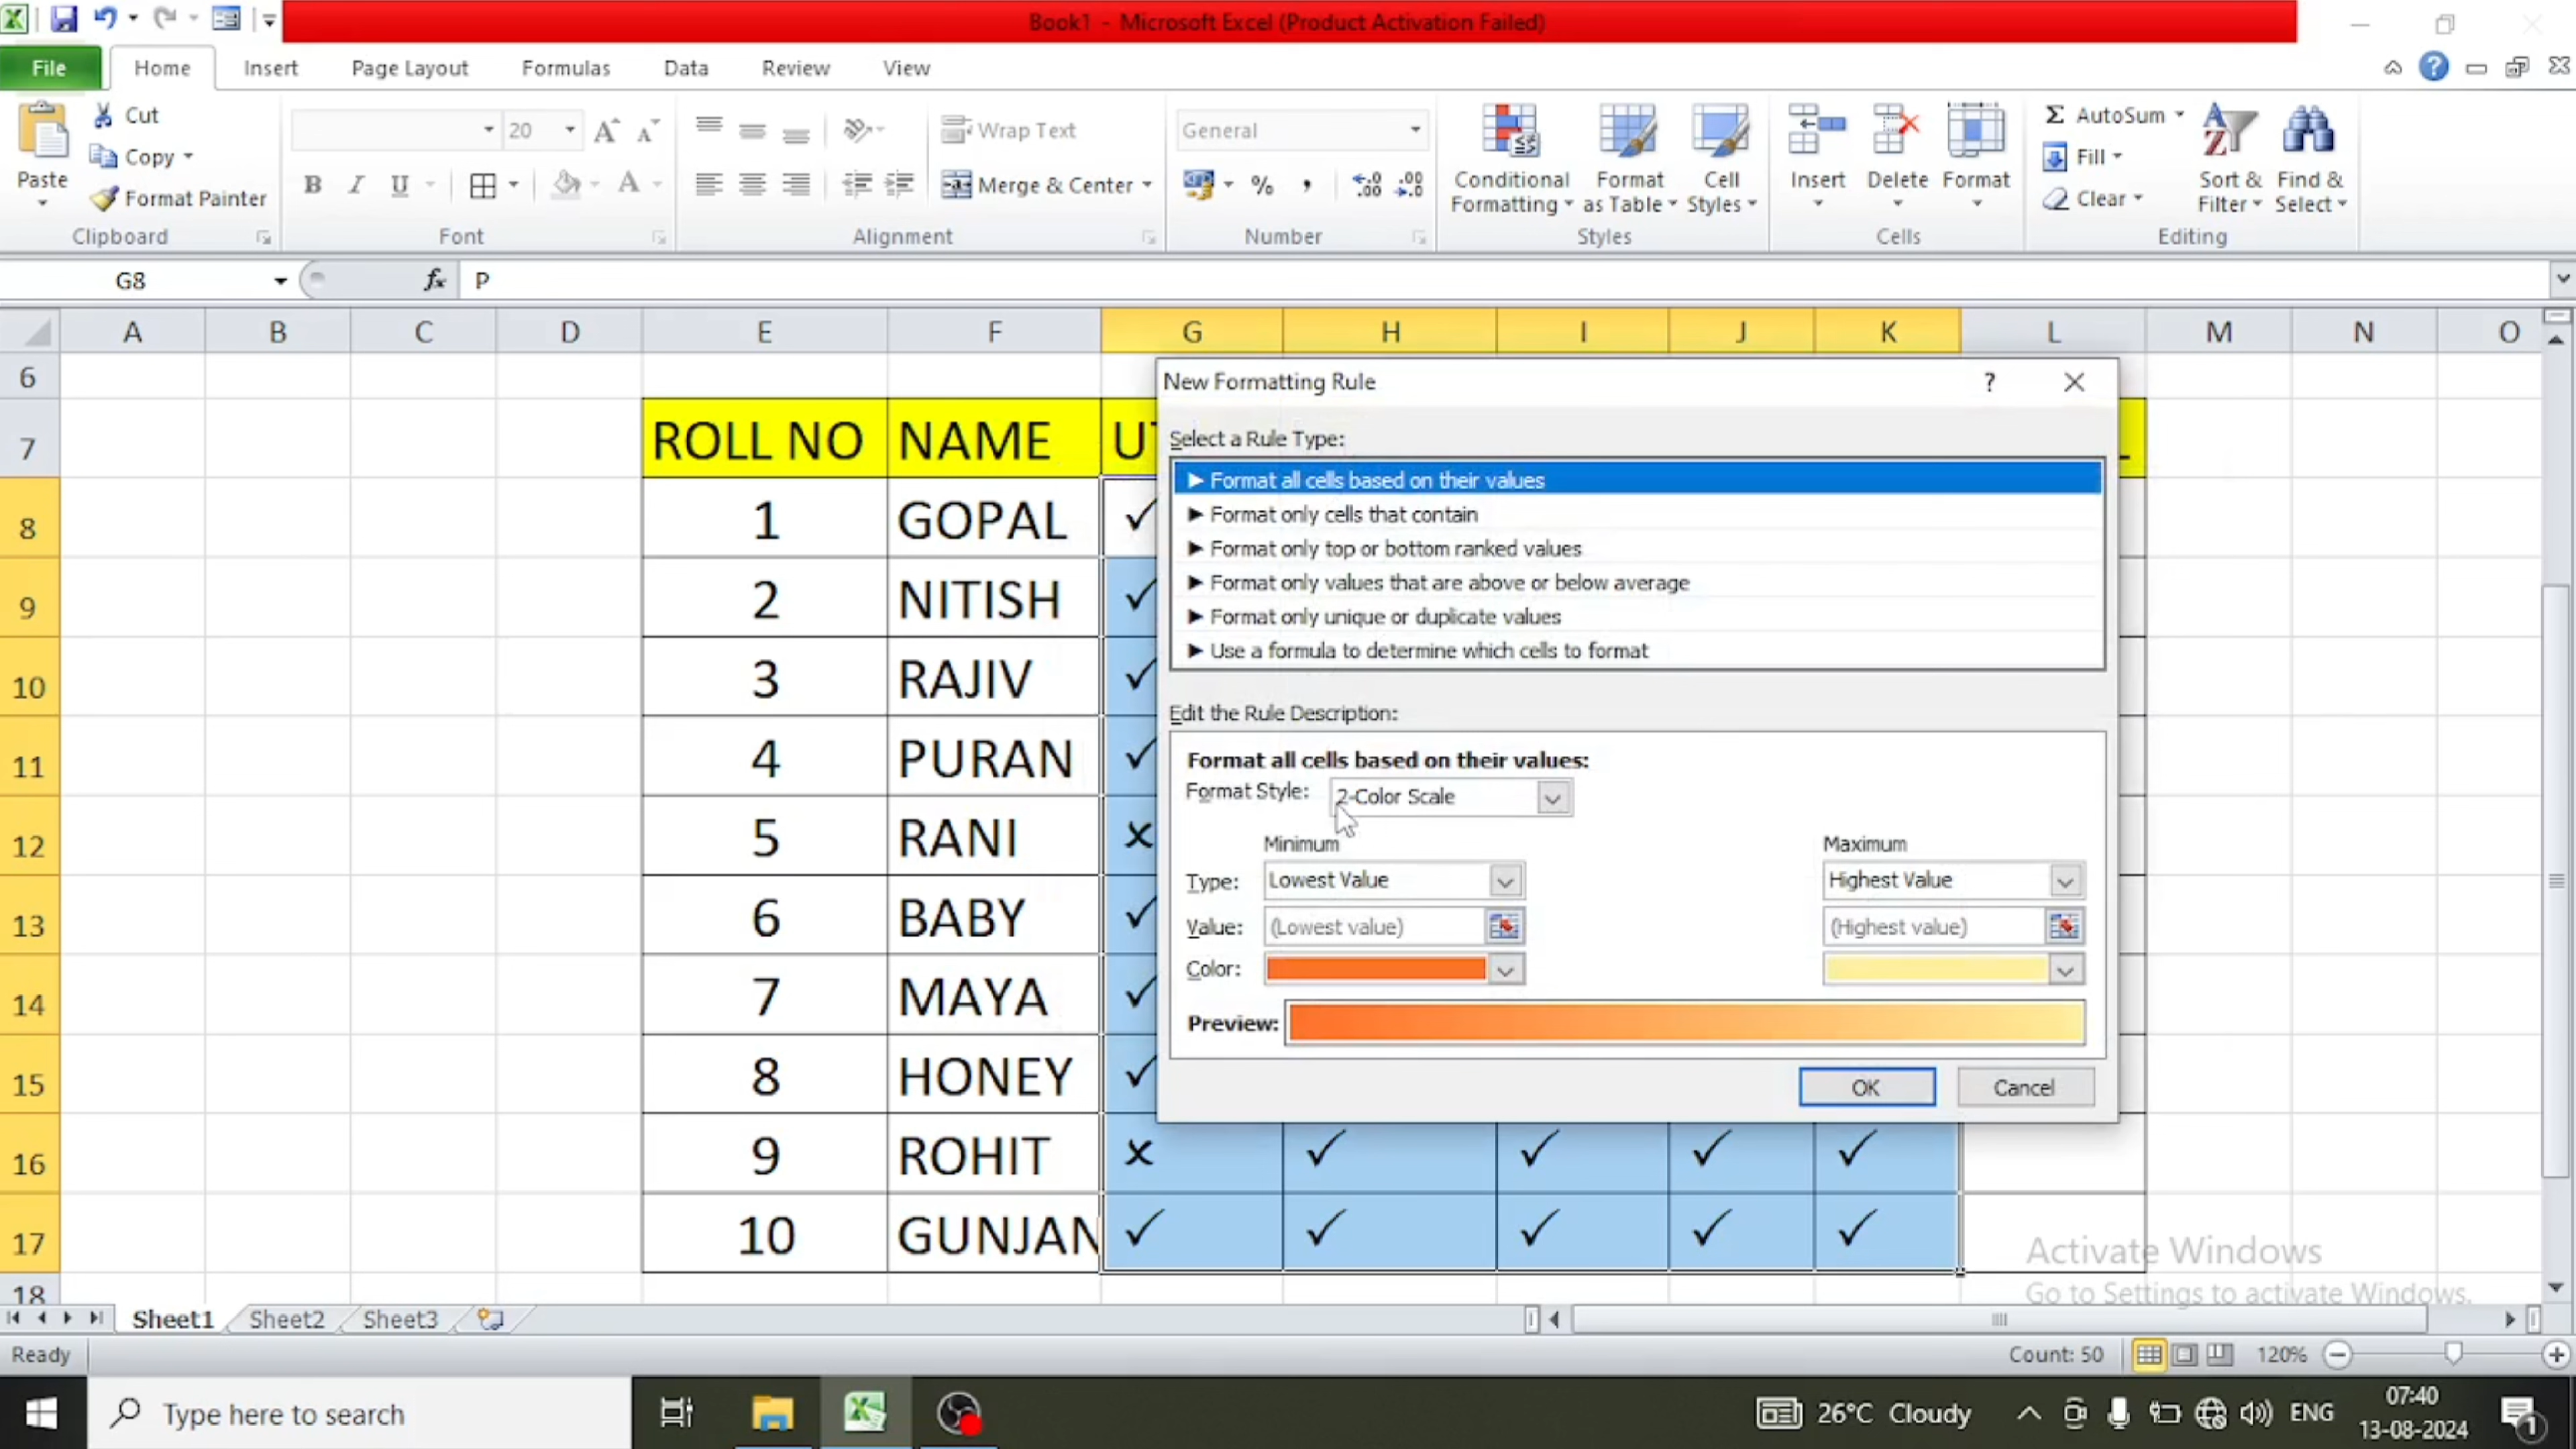 Book1 - Microsoft Excel (Product Activation Failed)
File Home Insert Page Layout Formulas Data Review View
Paste
Cut
Copy
Format Painter
Clipboard
20
B I U
Font
Wrap Text
Merge & Center
Alignment
General
Number
Conditional Formatting
Format as Table
Cell Styles
Styles
Insert Delete Format
Cells
Σ AutoSum
Fill
Clear
Sort & Filter
Find & Select
Editing
G8 fx P
A B C D E F G H I J K L M N O
6
7 ROLL NO NAME
8 1 GOPAL ✓
9 2 NITISH ✓
10 3 RAJIV ✓
11 4 PURAN ✓
12 5 RANI ×
13 6 BABY ✓
14 7 MAYA ✓
15 8 HONEY ✓
16 9 ROHIT × ✓ ✓ ✓ ✓
17 10 GUNJAN ✓ ✓ ✓ ✓ ✓
18
New Formatting Rule ?
Select a Rule Type:
► Format all cells based on their values
► Format only cells that contain
► Format only top or bottom ranked values
► Format only values that are above or below average
► Format only unique or duplicate values
► Use a formula to determine which cells to format
Edit the Rule Description:
Format all cells based on their values:
Format Style: 2-Color Scale
Minimum Maximum
Type: Lowest Value Highest Value
Value: (Lowest value) (Highest value)
Color:
Preview:
OK Cancel
Activate Windows
Go to Settings to activate Windows.
Sheet1 Sheet2 Sheet3
Ready Count: 50 120%
Type here to search 26°C Cloudy ENG 07:40
13-08-2024 1